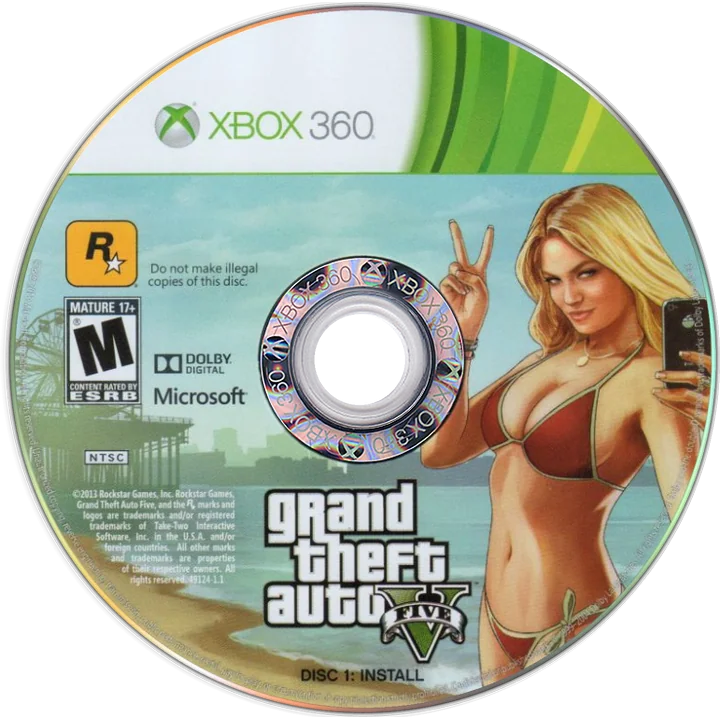 XBOX 360
R
Do not make illegal
copies of this disc.
MATURE 17+
M
CONTENT RATED BY
ESRB
DOLBY
DIGITAL
Microsoft
NTSC
XBOX 360
XBOX 360
©2013 Rockstar Games, Inc. Rockstar Games,
Grand Theft Auto Five, and the R marks and
logos are trademarks and/or registered
trademarks of Take-Two Interactive
Software, Inc. in the U.S.A. and/or
foreign countries. All other marks
and trademarks are properties
of their respective owners. All
rights reserved. 49124-1.1
grand
theft
auto
V
FIVE
DISC 1: INSTALL